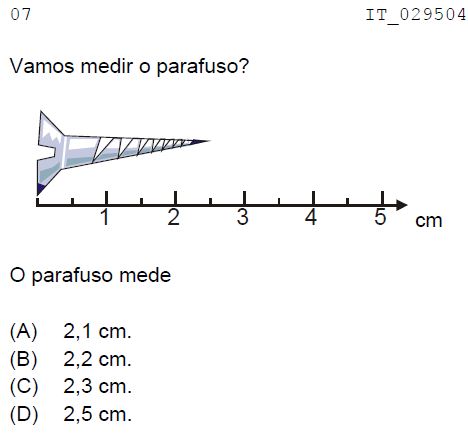 07 IT_029504
Vamos medir o parafuso?
1 2 3 4 5 cm
O parafuso mede
(A) 2,1 cm.
(B) 2,2 cm.
(C) 2,3 cm.
(D) 2,5 cm.